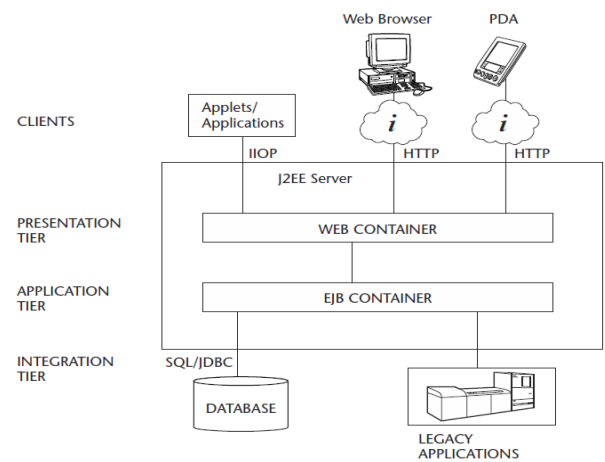 Web Browser
PDA
CLIENTS
Applets/
Applications
i
i
IIOP
HTTP
HTTP
J2EE Server
PRESENTATION
TIER
WEB CONTAINER
APPLICATION
TIER
EJB CONTAINER
INTEGRATION
TIER
SQL/JDBC
DATABASE
LEGACY
APPLICATIONS